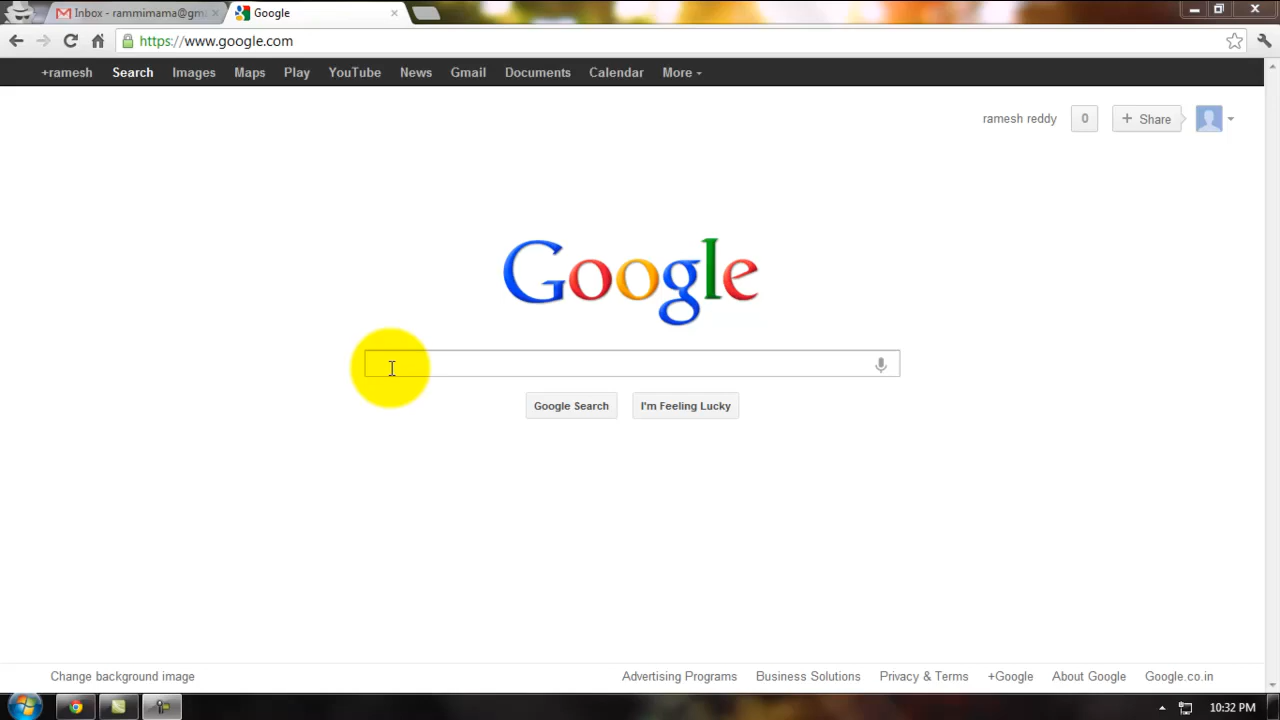 Inbox - rammimama@gm
Google
https://www.google.com
+ramesh Search Images Maps Play YouTube News Gmail Documents Calendar More
ramesh reddy 0 + Share
Google
Google Search I'm Feeling Lucky
Change background image Advertising Programs Business Solutions Privacy & Terms +Google About Google Google.co.in
10:32 PM